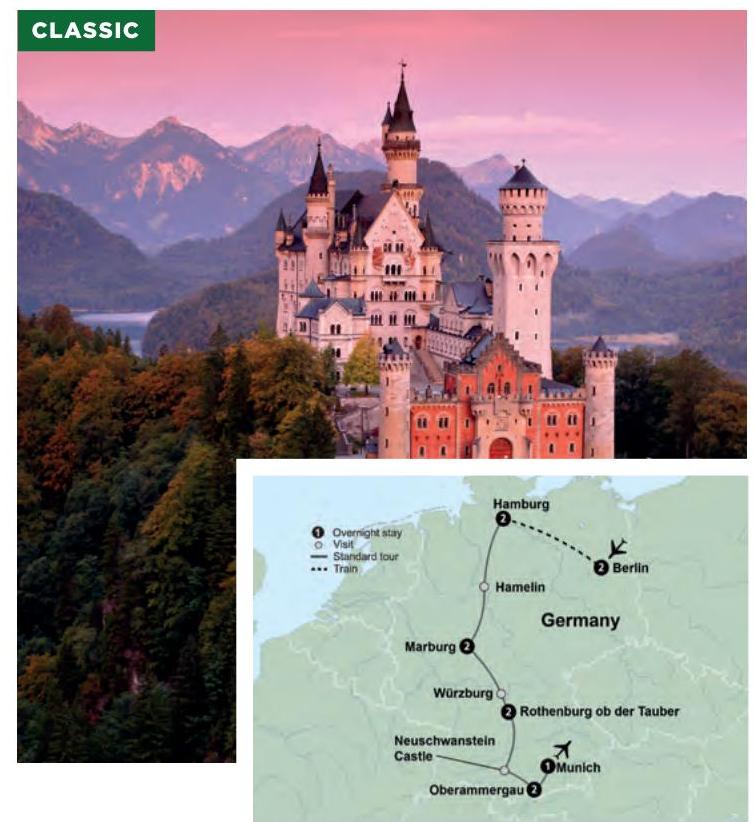 CLASSIC
Hamburg
2
1 Overnight stay
Visit
Standard tour
Train
2 Berlin
Hamelin
Germany
Marburg 2
Würzburg
2 Rothenburg ob der Tauber
Neuschwanstein
Castle
1 Munich
Oberammergau 2